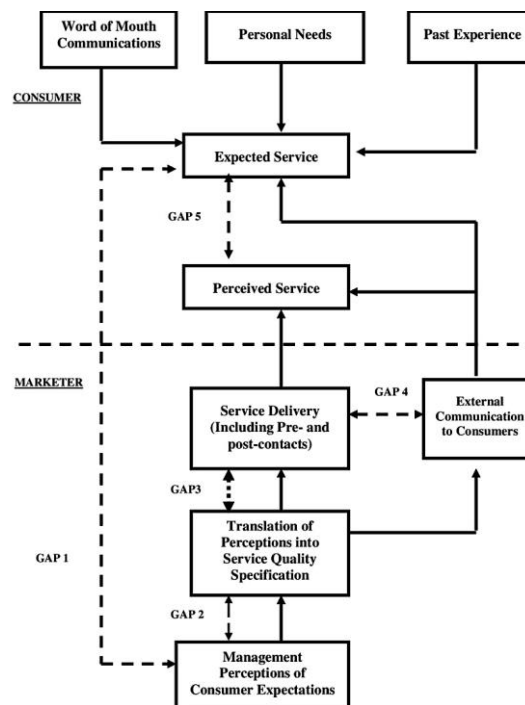 Word of Mouth
Communications
Personal Needs
Past Experience
CONSUMER
Expected Service
GAP 5
Perceived Service
MARKETER
Service Delivery
(Including Pre- and
post-contacts)
GAP 4
External
Communication
to Consumers
GAP3
Translation of
Perceptions into
Service Quality
Specification
GAP 1
GAP 2
Management
Perceptions of
Consumer Expectations